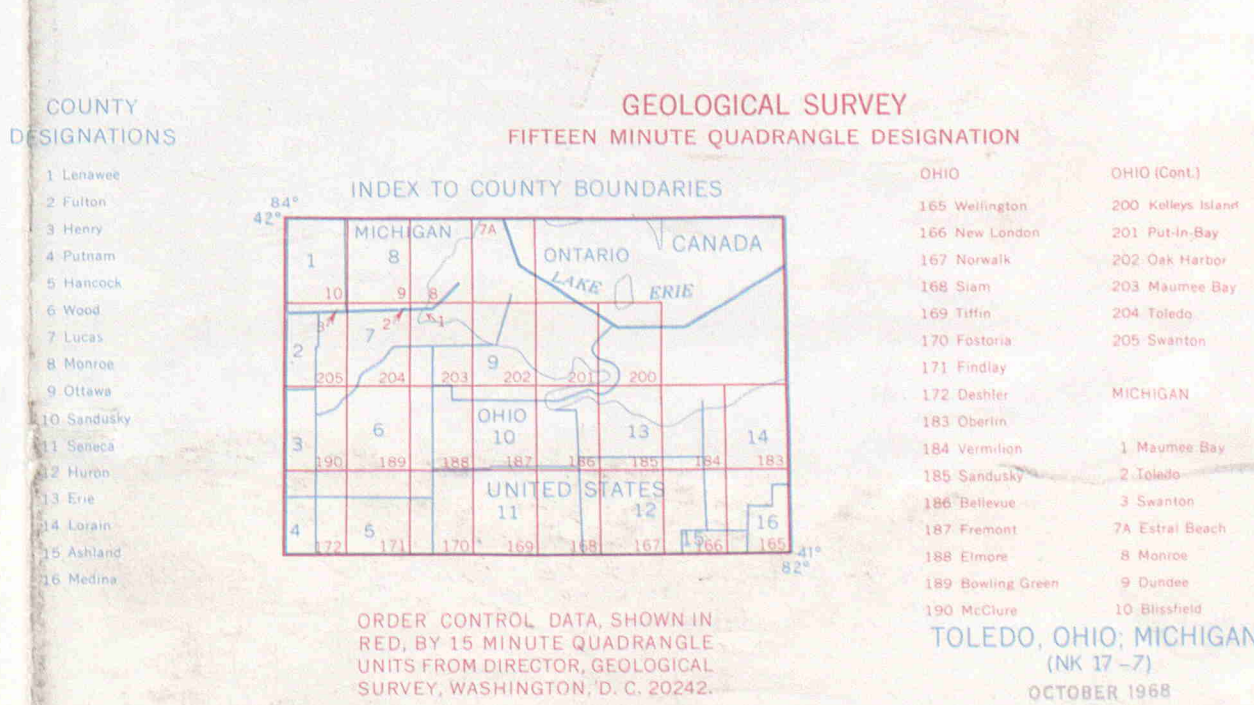 COUNTY
DESIGNATIONS
1 Lenawee
2 Fulton
3 Henry
4 Putnam
5 Hancock
6 Wood
7 Lucas
8 Monroe
9 Ottawa
10 Sandusky
11 Seneca
12 Huron
13 Erie
14 Lorain
15 Ashland
16 Medina
GEOLOGICAL SURVEY
FIFTEEN MINUTE QUADRANGLE DESIGNATION
INDEX TO COUNTY BOUNDARIES
84°
42°
MICHIGAN 7A
ONTARIO CANADA
1 8
LAKE ERIE
10 9 8
3 2 1
7
2 9
205 204 203 202 201 200
OHIO
3 6 10 13 14
190 189 188 187 186 185 184 183
UNITED STATES
11 12
4 5 15 16
172 171 170 169 168 167 166 165
41°
82°
ORDER CONTROL DATA, SHOWN IN
RED, BY 15 MINUTE QUADRANGLE
UNITS FROM DIRECTOR, GEOLOGICAL
SURVEY, WASHINGTON, D. C. 20242.
OHIO
165 Wellington
166 New London
167 Norwalk
168 Siam
169 Tiffin
170 Fostoria
171 Findlay
172 Deshler
183 Oberlin
184 Vermilion
185 Sandusky
186 Bellevue
187 Fremont
188 Elmore
189 Bowling Green
190 McClure
OHIO (Cont.)
200 Kelleys Island
201 Put-In-Bay
202 Oak Harbor
203 Maumee Bay
204 Toledo
205 Swanton
MICHIGAN
1 Maumee Bay
2 Toledo
3 Swanton
7A Estral Beach
8 Monroe
9 Dundee
10 Blissfield
TOLEDO, OHIO; MICHIGAN
(NK 17-7)
OCTOBER 1968